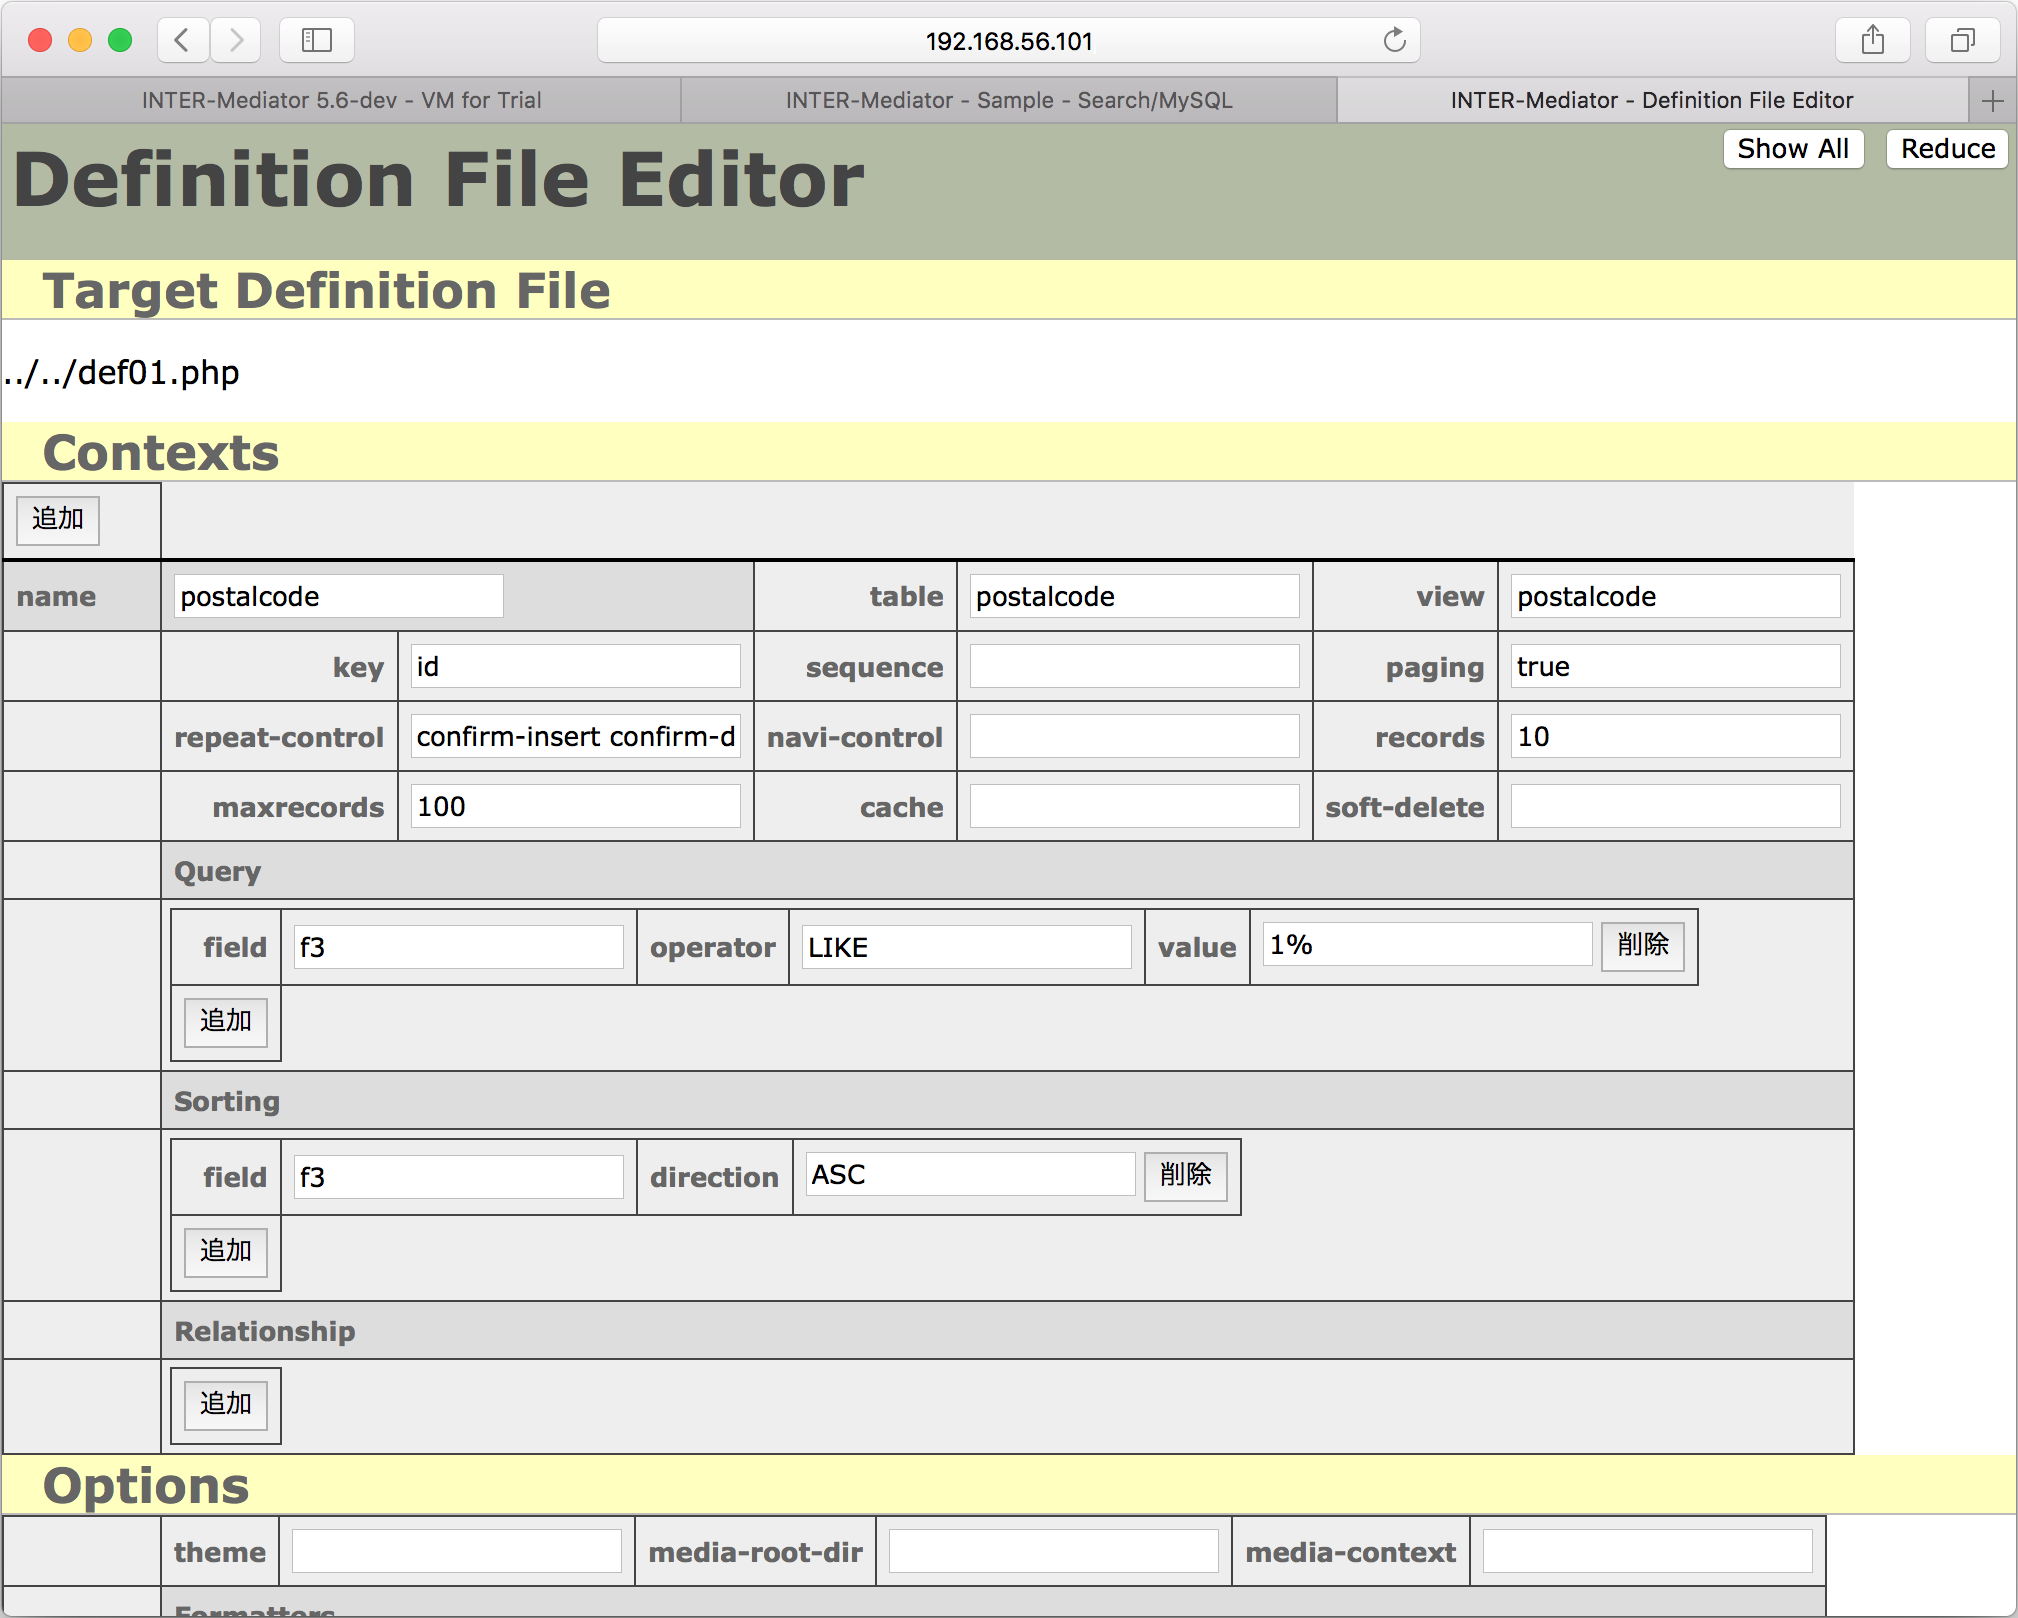 192.168.56.101
INTER-Mediator 5.6-dev - VM for Trial
INTER-Mediator - Sample - Search/MySQL
INTER-Mediator - Definition File Editor
Definition File Editor
Show All
Reduce
Target Definition File
../../def01.php
Contexts
追加
name postalcode table postalcode view postalcode
key id sequence paging true
repeat-control confirm-insert confirm-d navi-control records 10
maxrecords 100 cache soft-delete
Query
field f3 operator LIKE value 1% 削除
追加
Sorting
field f3 direction ASC 削除
追加
Relationship
追加
Options
theme media-root-dir media-context
Formatters